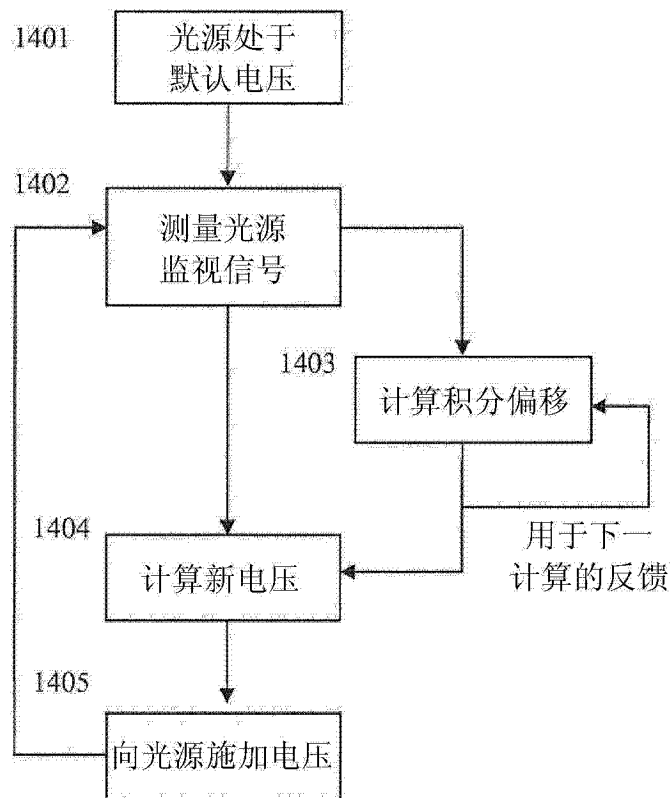 1401
光源处于
默认电压
1402
测量光源
监视信号
1403
计算积分偏移
用于下一
计算的反馈
1404
计算新电压
1405
向光源施加电压